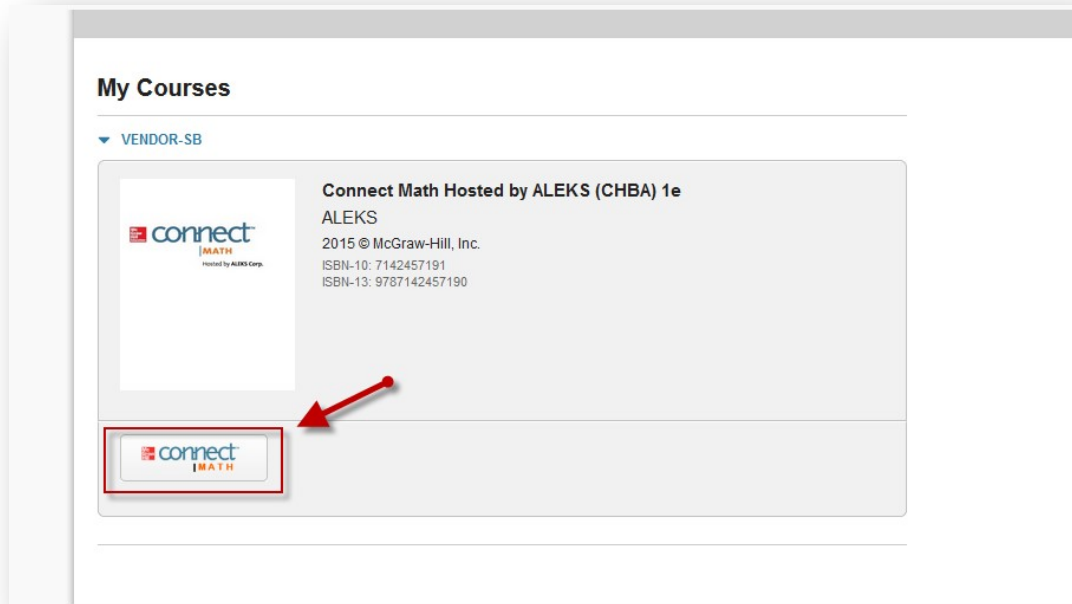 My Courses
VENDOR-SB
Connect Math Hosted by ALEKS (CHBA) 1e
ALEKS
2015 © McGraw-Hill, Inc.
ISBN-10: 7142457191
ISBN-13: 9787142457190
connect
MATH
Hosted by ALEKS Corp.
connect
MATH